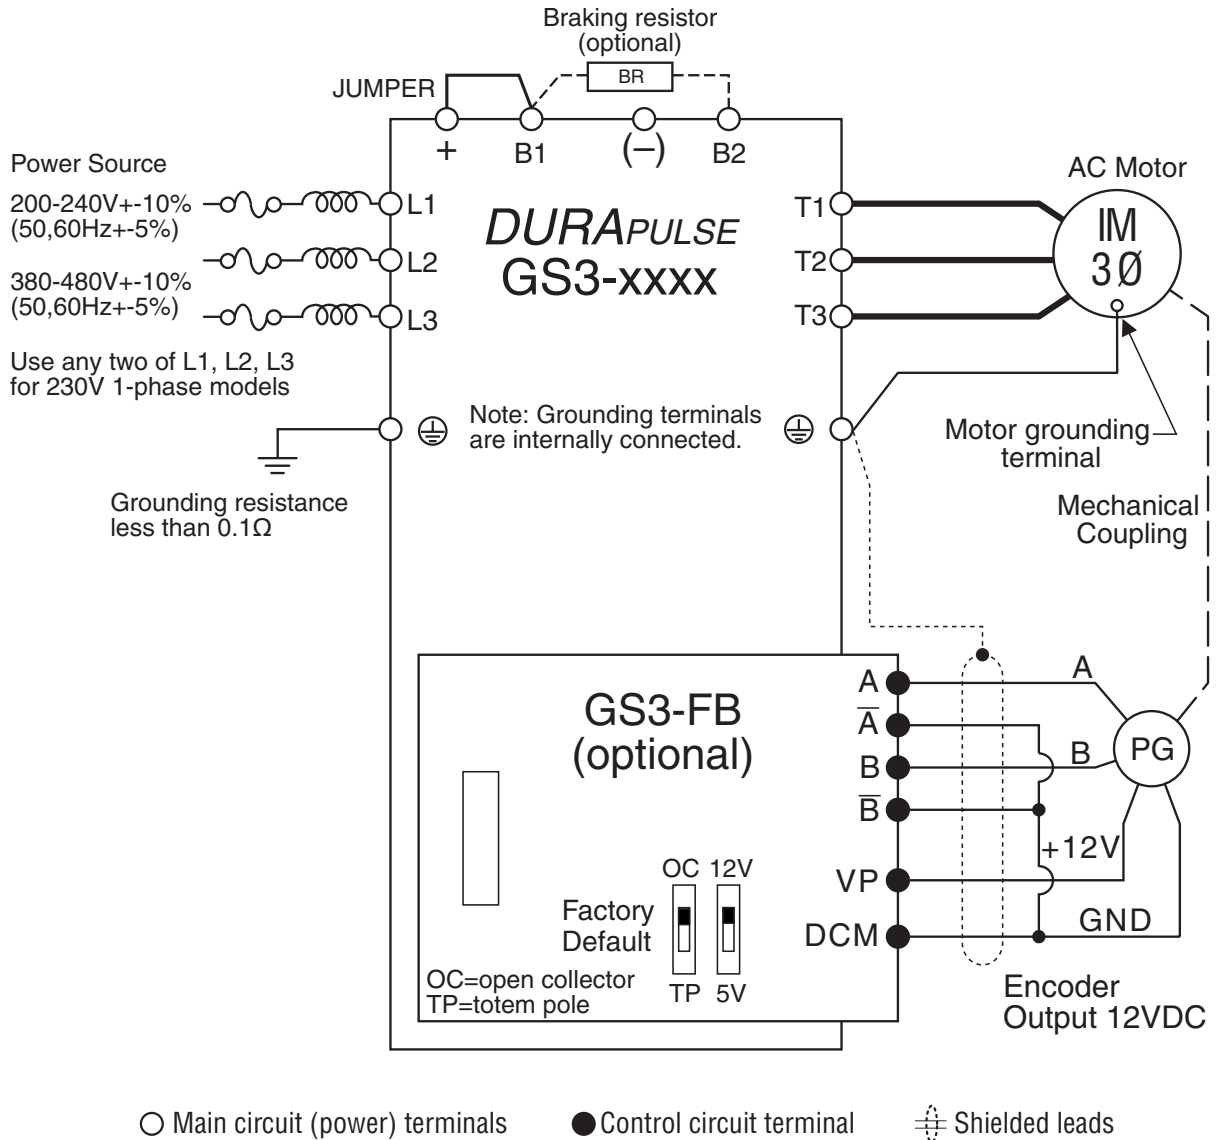 Braking resistor
(optional)
BR
JUMPER
+
B1
(–)
B2
Power Source
200-240V+-10%
(50,60Hz+-5%)
380-480V+-10%
(50,60Hz+-5%)
Use any two of L1, L2, L3
for 230V 1-phase models
L1
L2
L3
DURAPULSE
GS3-xxxx
T1
T2
T3
AC Motor
IM
3Ø
Note: Grounding terminals
are internally connected.
Motor grounding
terminal
Grounding resistance
less than 0.1Ω
Mechanical
Coupling
GS3-FB
(optional)
A
A̅
B
B̅
VP
DCM
A
B
PG
+12V
GND
OC 12V
Factory
Default
TP 5V
OC=open collector
TP=totem pole
Encoder
Output 12VDC
Main circuit (power) terminals
Control circuit terminal
Shielded leads